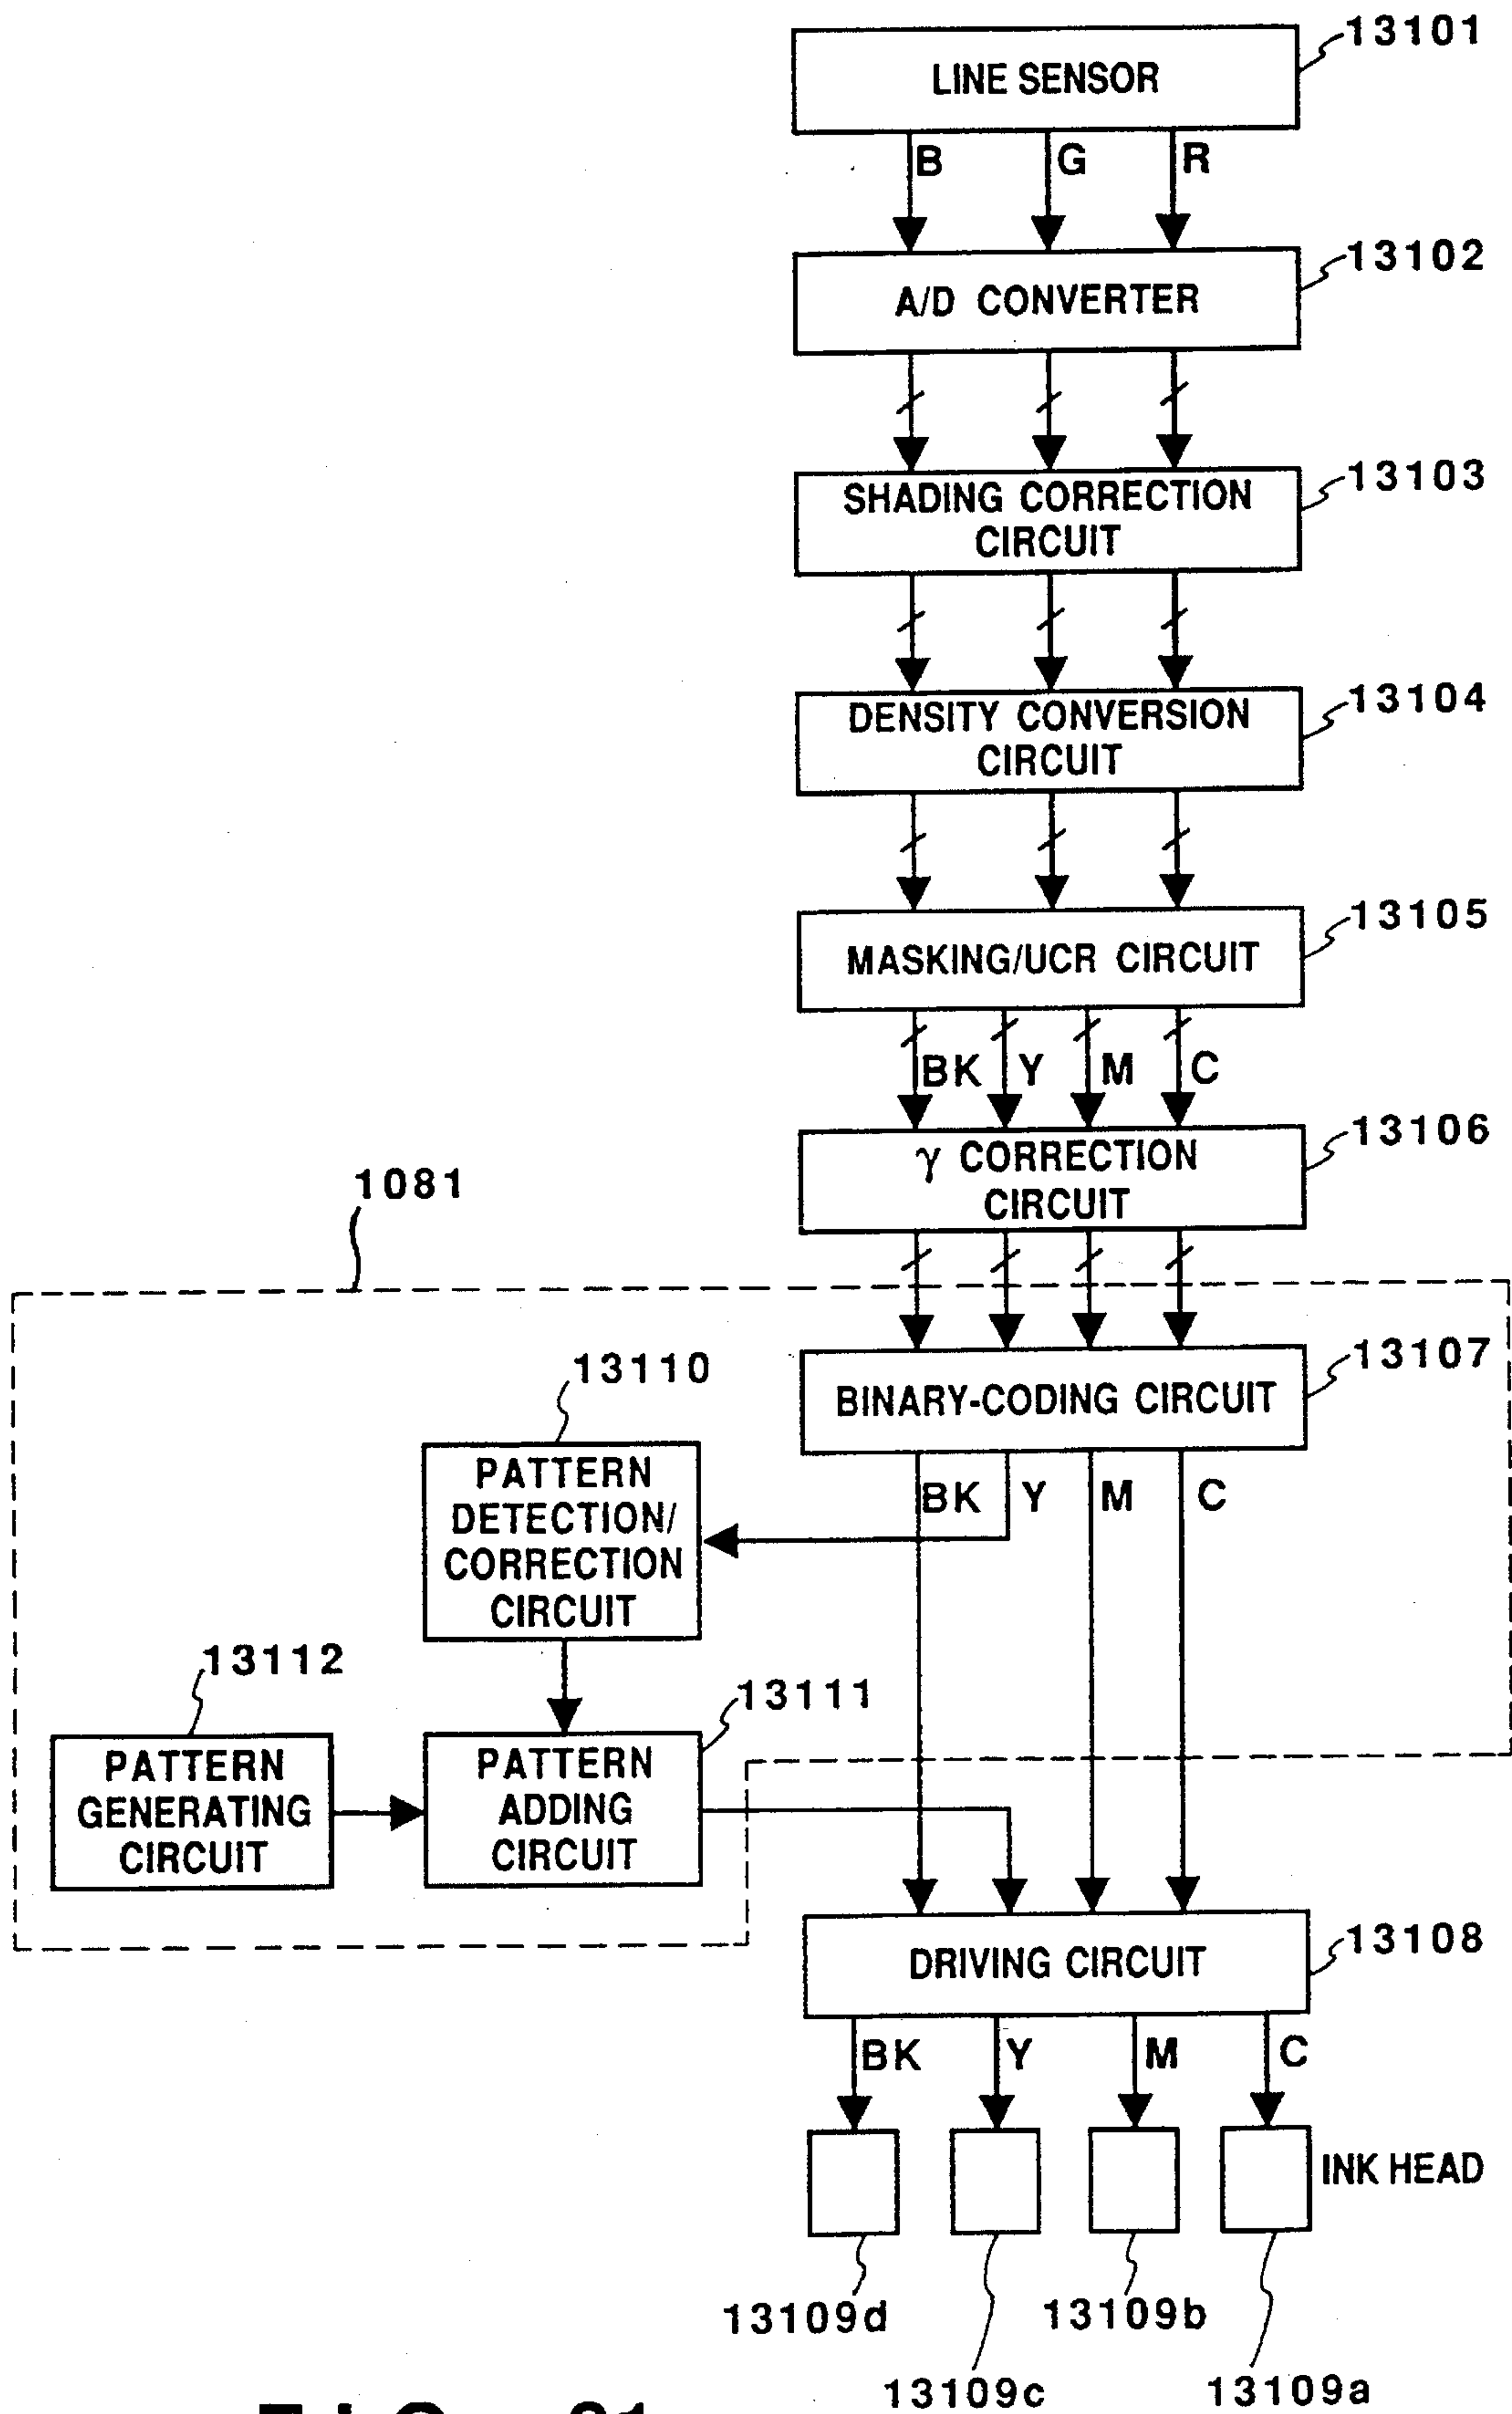 13101
LINE SENSOR
B G R
13102
A/D CONVERTER
13103
SHADING CORRECTION
CIRCUIT
13104
DENSITY CONVERSION
CIRCUIT
13105
MASKING/UCR CIRCUIT
BK Y M C
13106
γ CORRECTION
CIRCUIT
1081
13107
BINARY-CODING CIRCUIT
13110
PATTERN
DETECTION/
CORRECTION
CIRCUIT
BK Y M C
13112
PATTERN
GENERATING
CIRCUIT
13111
PATTERN
ADDING
CIRCUIT
13108
DRIVING CIRCUIT
BK Y M C
INK HEAD
13109d
13109b
13109c
13109a